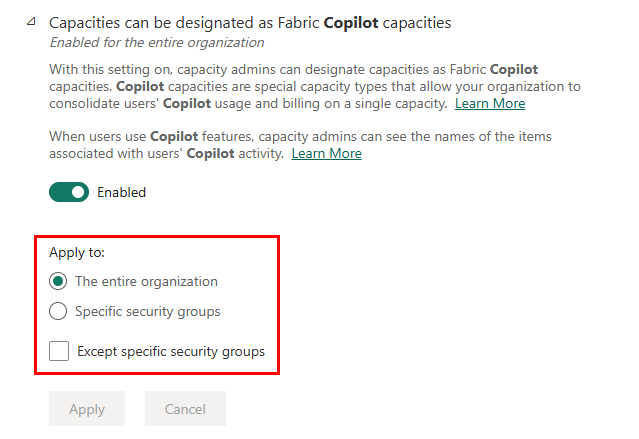 Capacities can be designated as Fabric Copilot capacities
Enabled for the entire organization
With this setting on, capacity admins can designate capacities as Fabric Copilot
capacities. Copilot capacities are special capacity types that allow your organization to
consolidate users' Copilot usage and billing on a single capacity. Learn More
When users use Copilot features, capacity admins can see the names of the items
associated with users' Copilot activity. Learn More
Enabled
Apply to:
The entire organization
Specific security groups
Except specific security groups
Apply Cancel